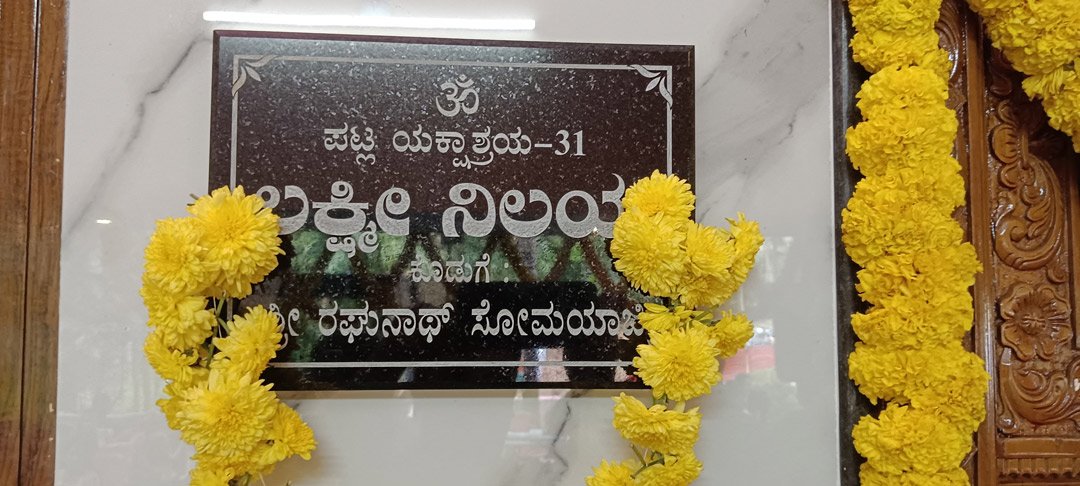 ಓಂ
ಪಟ್ಲ ಯಕ್ಷಾಶ್ರಯ-31
ಲಕ್ಷ್ಮೀ ನಿಲಯ
ಕೊಡುಗೆ
ಶ್ರೀ ರಘುನಾಥ್ ಸೋಮಯಾಜಿ